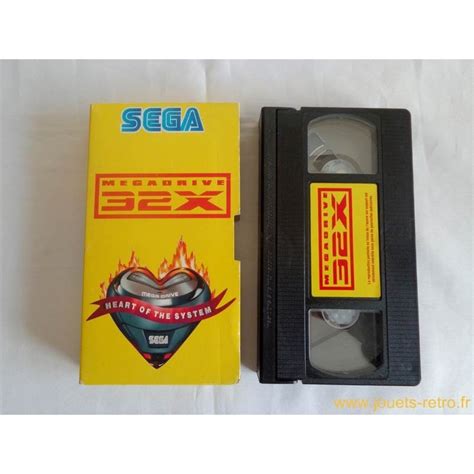 SEGA
MEGADRIVE
32X
MEGA-DRIVE
HEART OF THE SYSTEM
SEGA
MEGADRIVE
32X
www.jouets-retro.fr